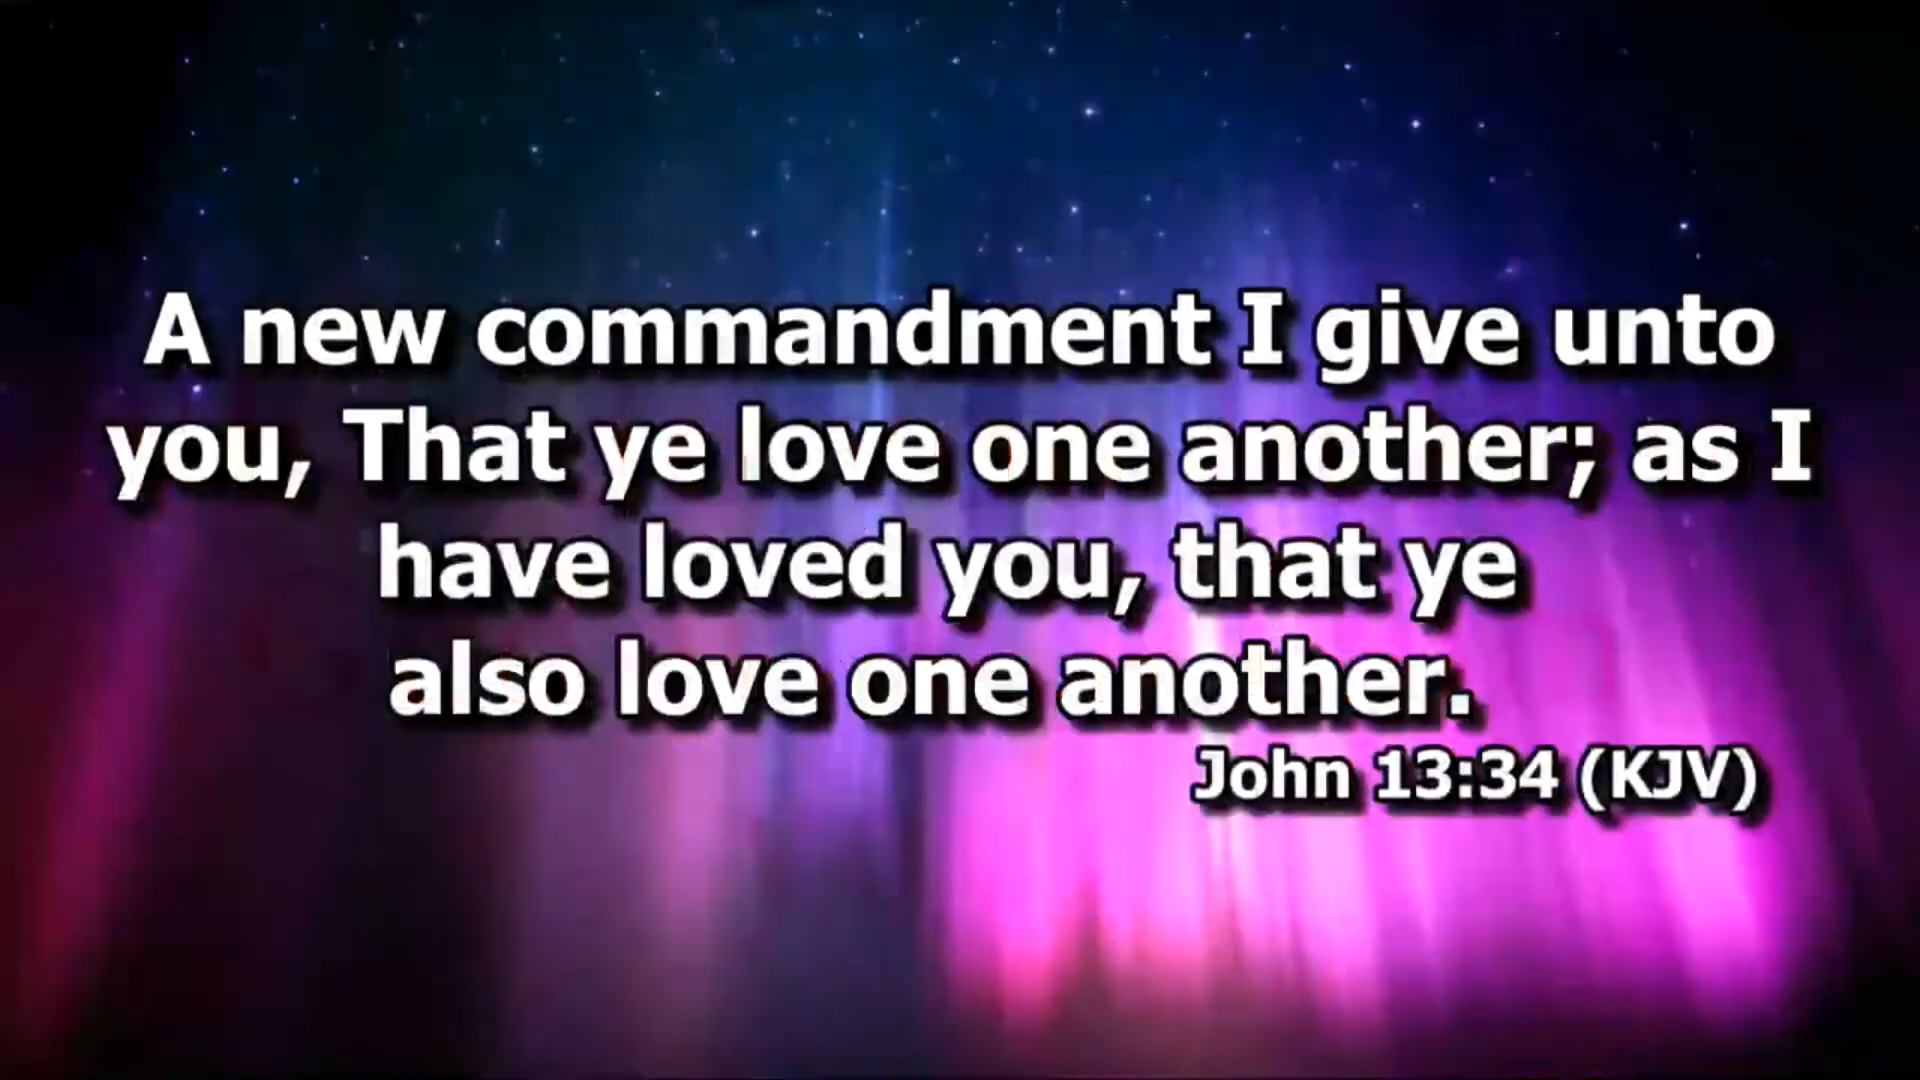 A new commandment I give unto
you, That ye love one another; as I
have loved you, that ye
also love one another.
John 13:34 (KJV)